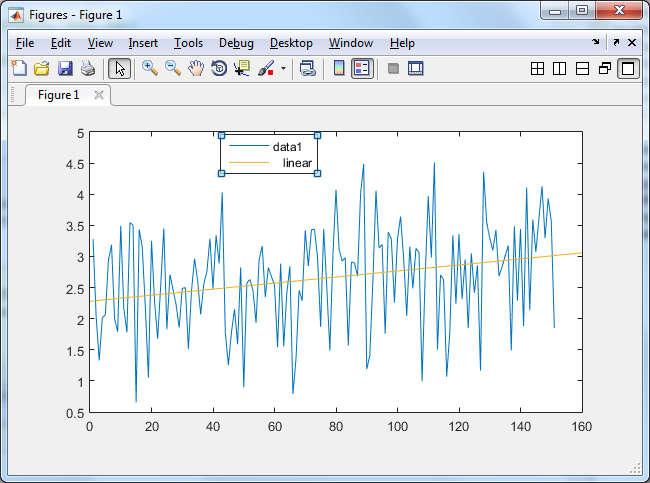 Figures - Figure 1
File Edit View Insert Tools Debug Desktop Window Help
Figure 1
5
4.5
4
3.5
3
2.5
2
1.5
1
0.5
data1
linear
0 20 40 60 80 100 120 140 160